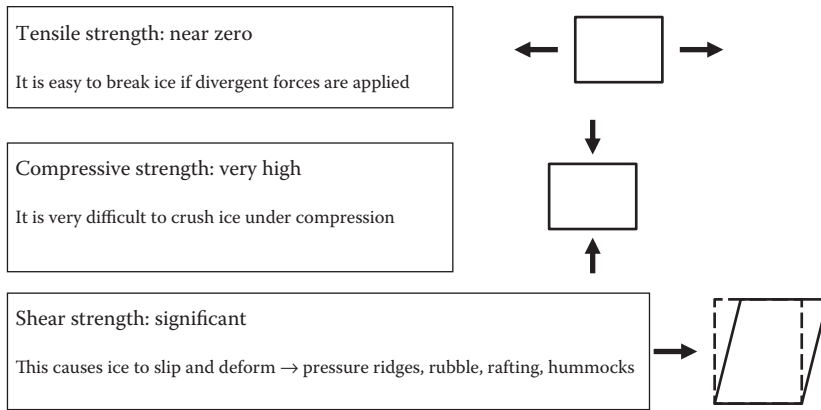 Tensile strength: near zero
It is easy to break ice if divergent forces are applied
Compressive strength: very high
It is very difficult to crush ice under compression
Shear strength: significant
This causes ice to slip and deform → pressure ridges, rubble, rafting, hummocks